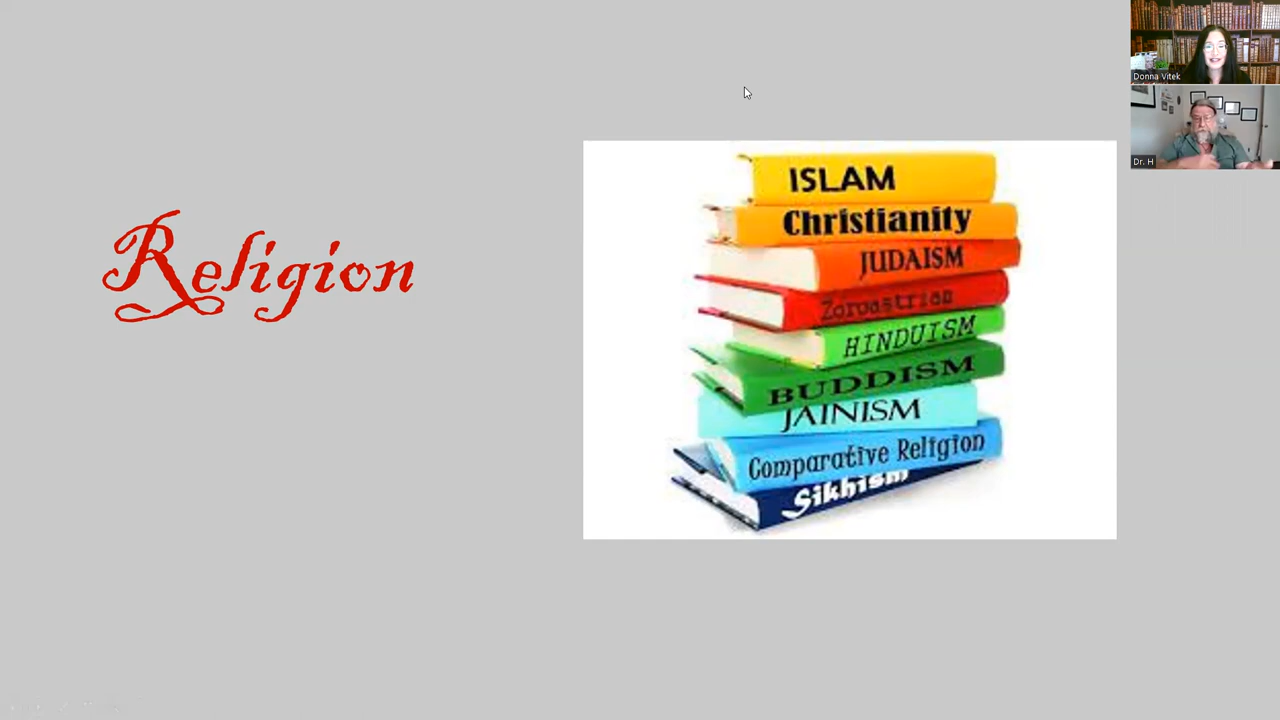 Religion
ISLAM
Christianity
JUDAISM
Zoroastrian
HINDUISM
BUDDISM
JAINISM
Comparative Religion
Sikhism
Donna Vitek
Dr. H